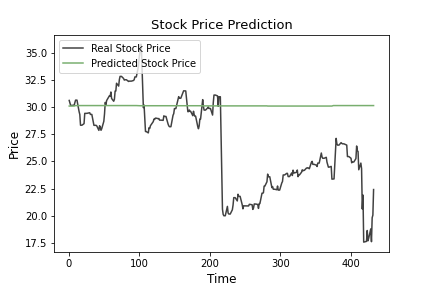 Stock Price Prediction
Real Stock Price
Predicted Stock Price
Price
35.0
32.5
30.0
27.5
25.0
22.5
20.0
17.5
0
100
200
300
400
Time